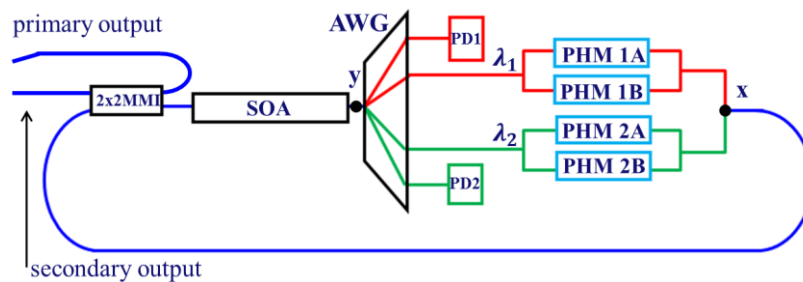 primary output
AWG
PD1
λ₁
PHM 1A
PHM 1B
y
x
2x2MMI
SOA
λ₂
PHM 2A
PHM 2B
PD2
secondary output